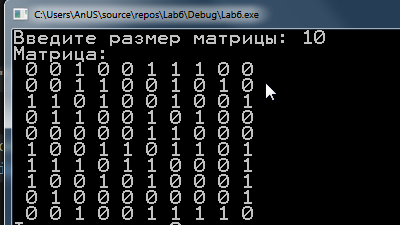 C:\Users\AnUS\source\repos\Lab6\Debug\Lab6.exe
Введите размер матрицы: 10
Матрица:
0 0 1 0 0 1 1 1 0 0
0 0 1 1 0 0 1 0 1 0
1 1 0 1 0 0 1 0 0 1
0 1 1 0 0 1 0 1 0 0
0 0 0 0 0 0 1 0 0 0
1 0 0 1 1 0 1 1 0 1
1 1 1 0 1 1 0 0 0 1
1 0 0 1 0 1 0 0 0 1
0 1 0 0 0 0 0 0 0 0
0 0 1 0 0 1 1 1 1 0